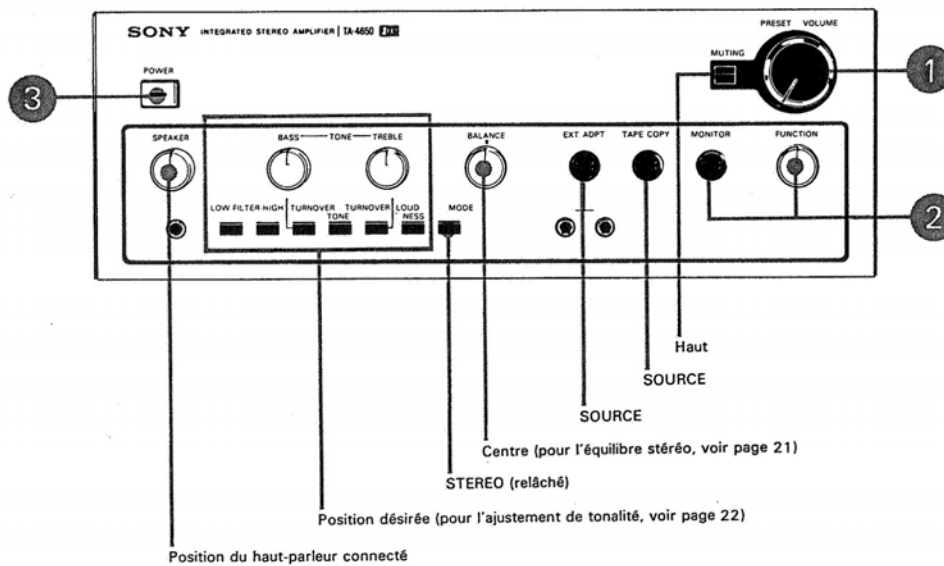 PRESET VOLUME
SONY INTEGRATED STEREO AMPLIFIER | TA-4650
MUTING
POWER
1
3
SPEAKER BASS TONE TREBLE BALANCE EXT ADPT TAPE COPY MONITOR FUNCTION
LOW FILTER-HIGH TURNOVER TURNOVER LOUD
TONE NESS MODE
2
Haut
SOURCE
SOURCE
Centre (pour l'équilibre stéréo, voir page 21)
STEREO (relâché)
Position désirée (pour l'ajustement de tonalité, voir page 22)
Position du haut-parleur connecté